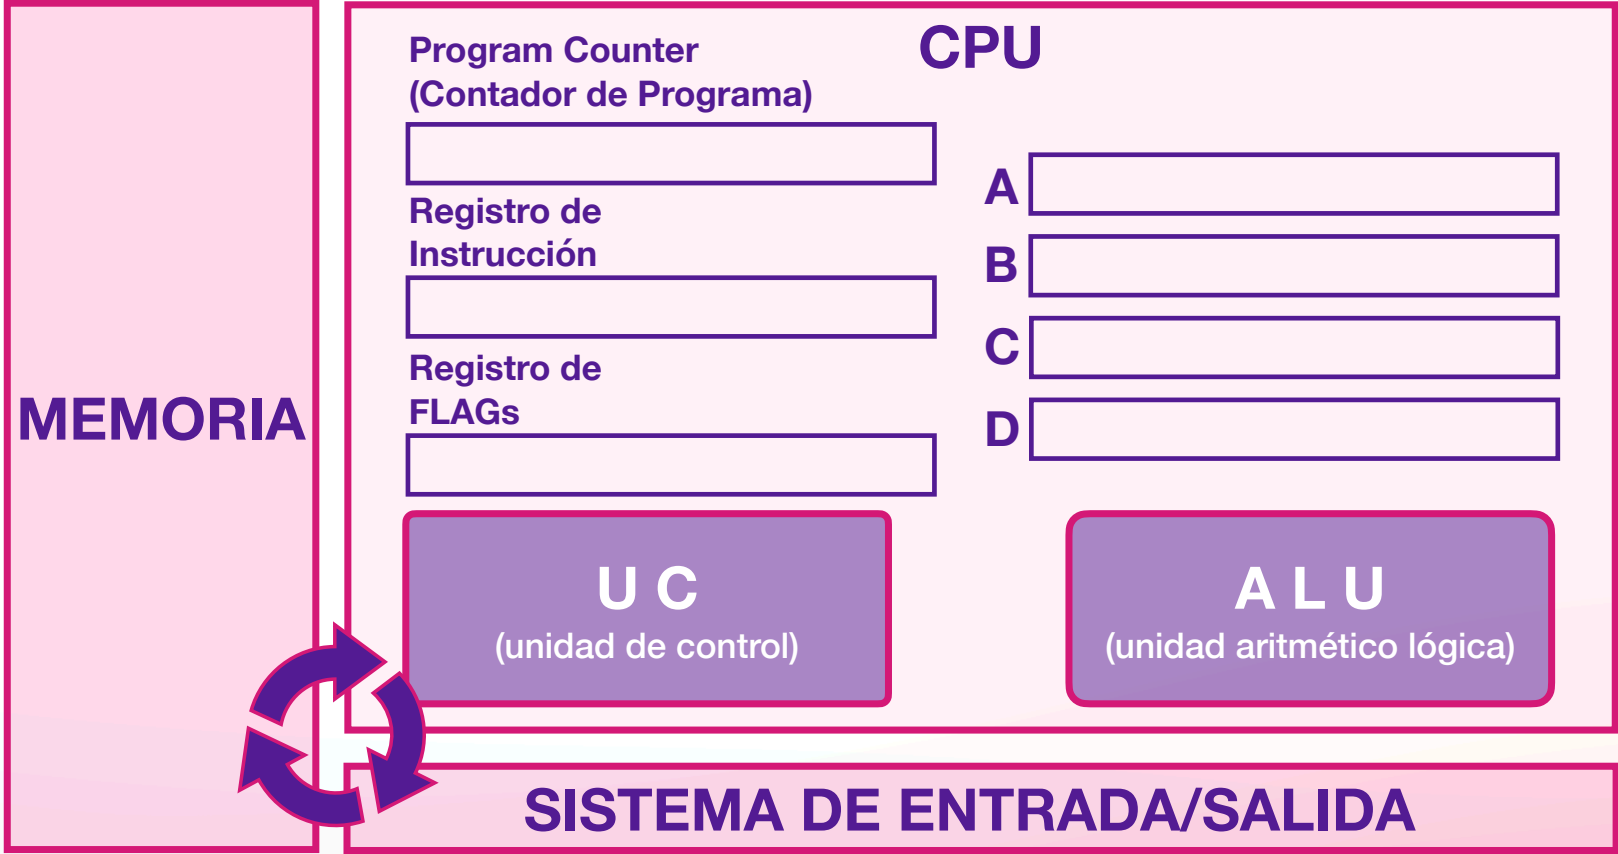 MEMORIA
CPU
Program Counter
(Contador de Programa)
Registro de
Instrucción
Registro de
FLAGs
A
B
C
D
U C
(unidad de control)
A L U
(unidad aritmético lógica)
SISTEMA DE ENTRADA/SALIDA